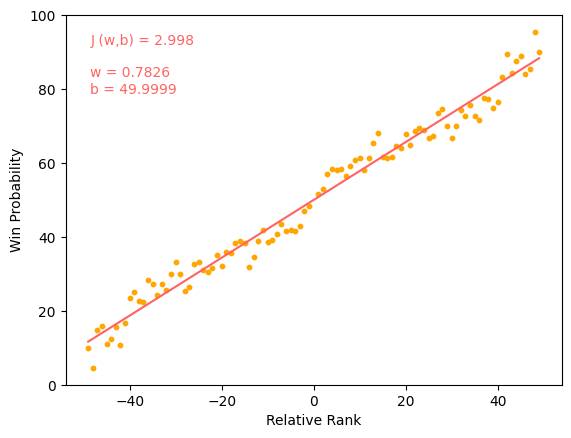 J (w,b) = 2.998
w = 0.7826
b = 49.9999
100
80
60
40
20
0
Win Probability
−40
−20
0
20
40
Relative Rank